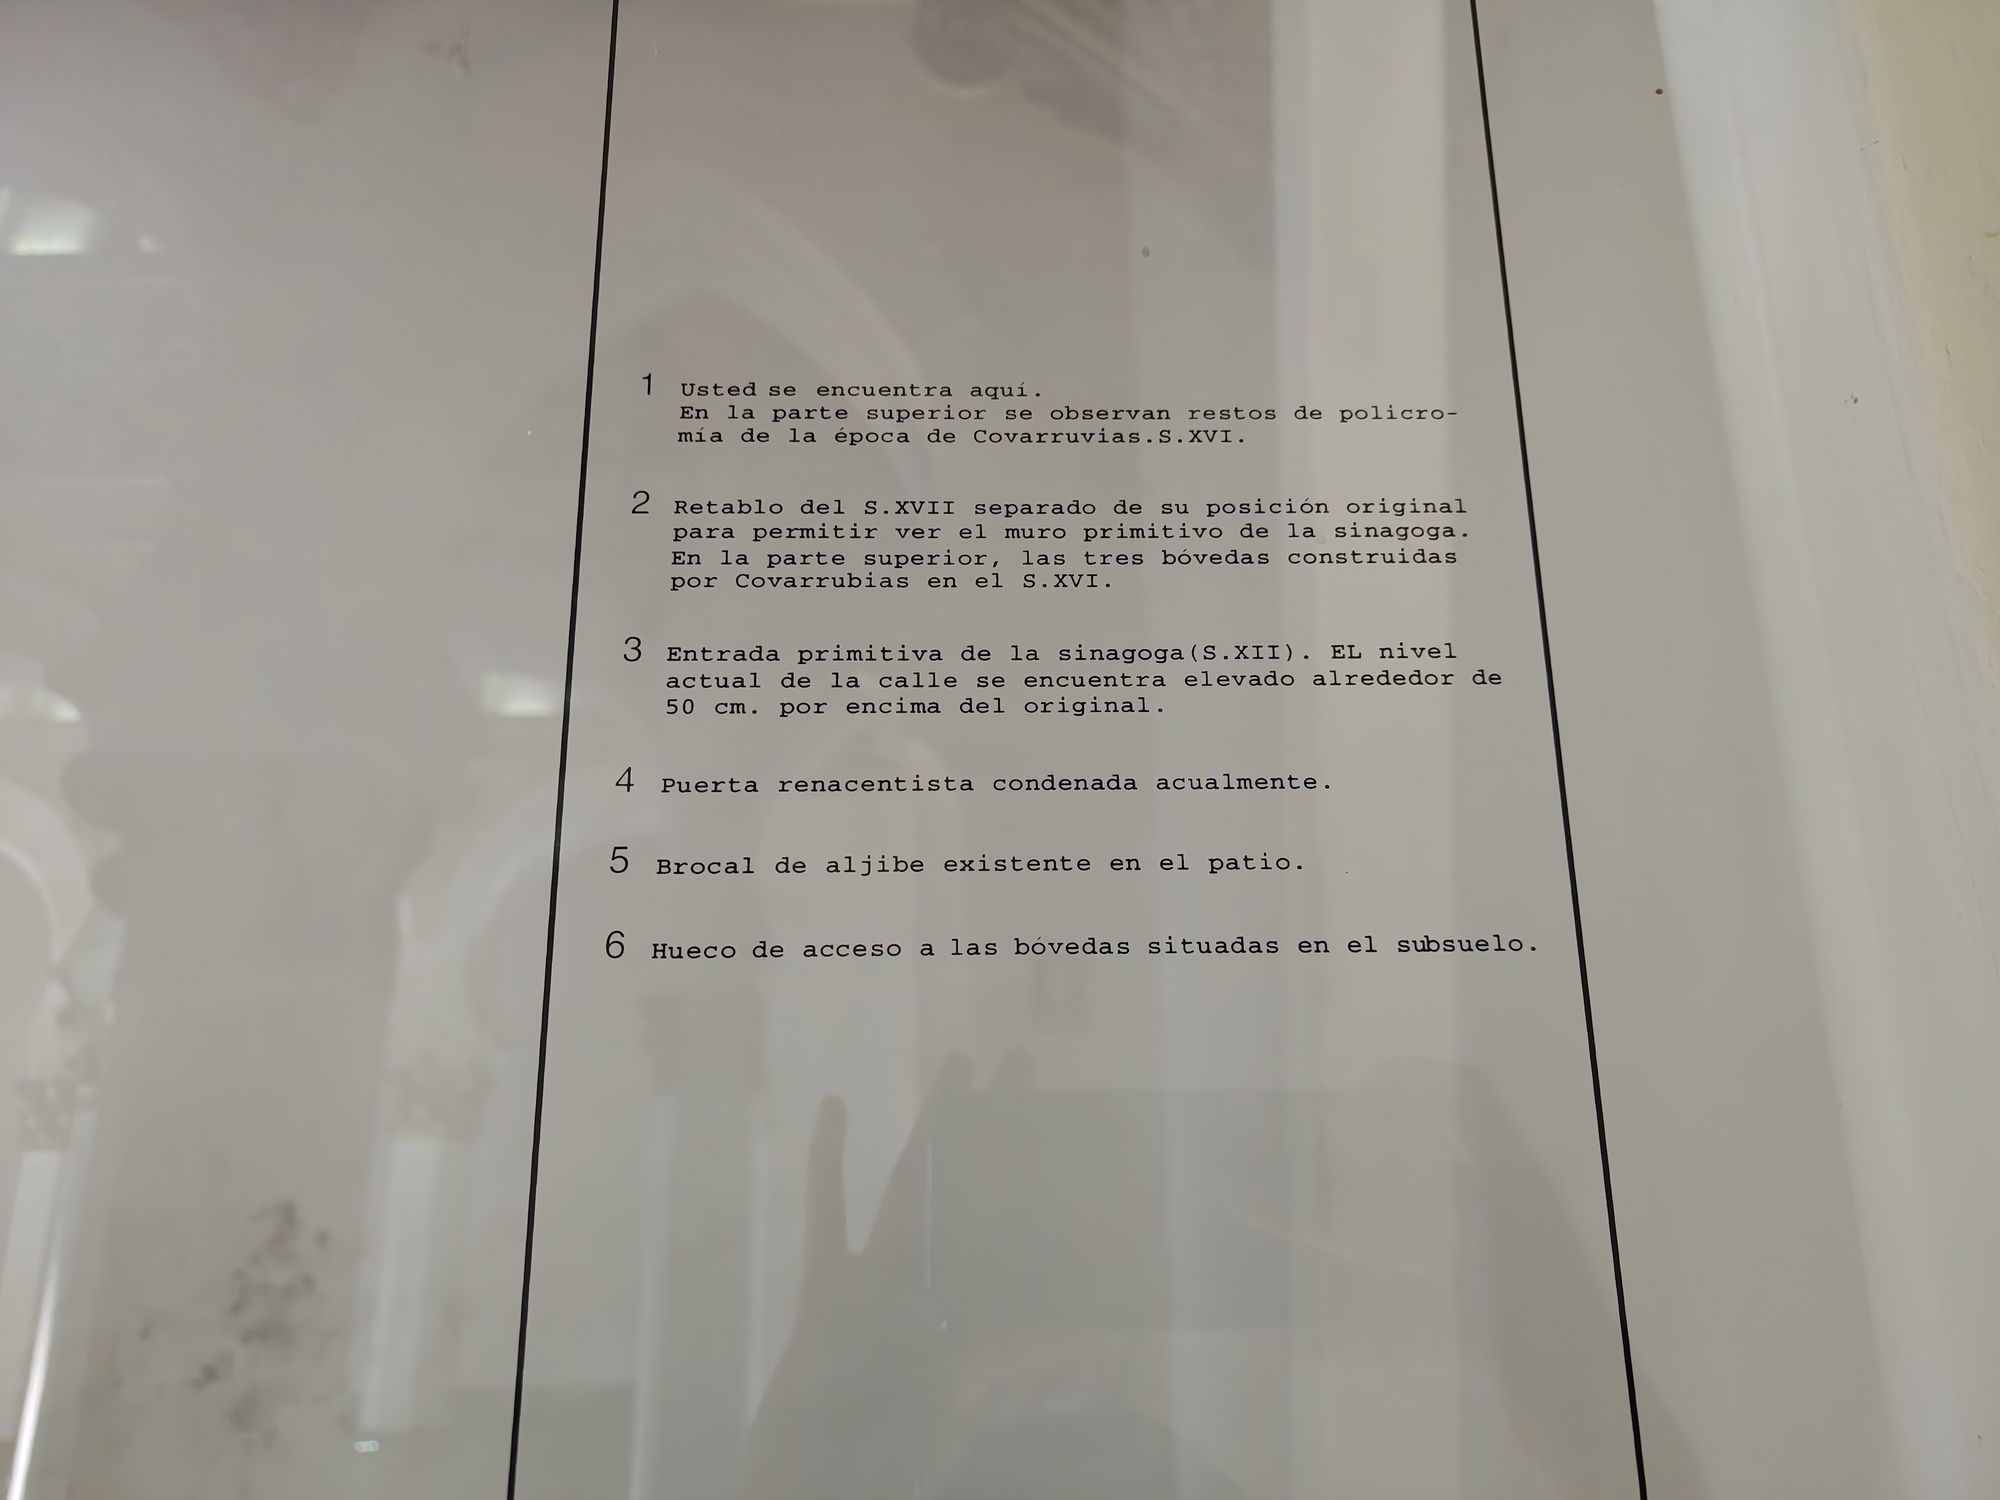 1 Usted se encuentra aquí.
En la parte superior se observan restos de policro-
mía de la época de Covarruvias.S.XVI.
2 Retablo del S.XVII separado de su posición original
para permitir ver el muro primitivo de la sinagoga.
En la parte superior, las tres bóvedas construidas
por Covarrubias en el S.XVI.
3 Entrada primitiva de la sinagoga(S.XII). EL nivel
actual de la calle se encuentra elevado alrededor de
50 cm. por encima del original.
4 Puerta renacentista condenada acualmente.
5 Brocal de aljibe existente en el patio.
6 Hueco de acceso a las bóvedas situadas en el subsuelo.